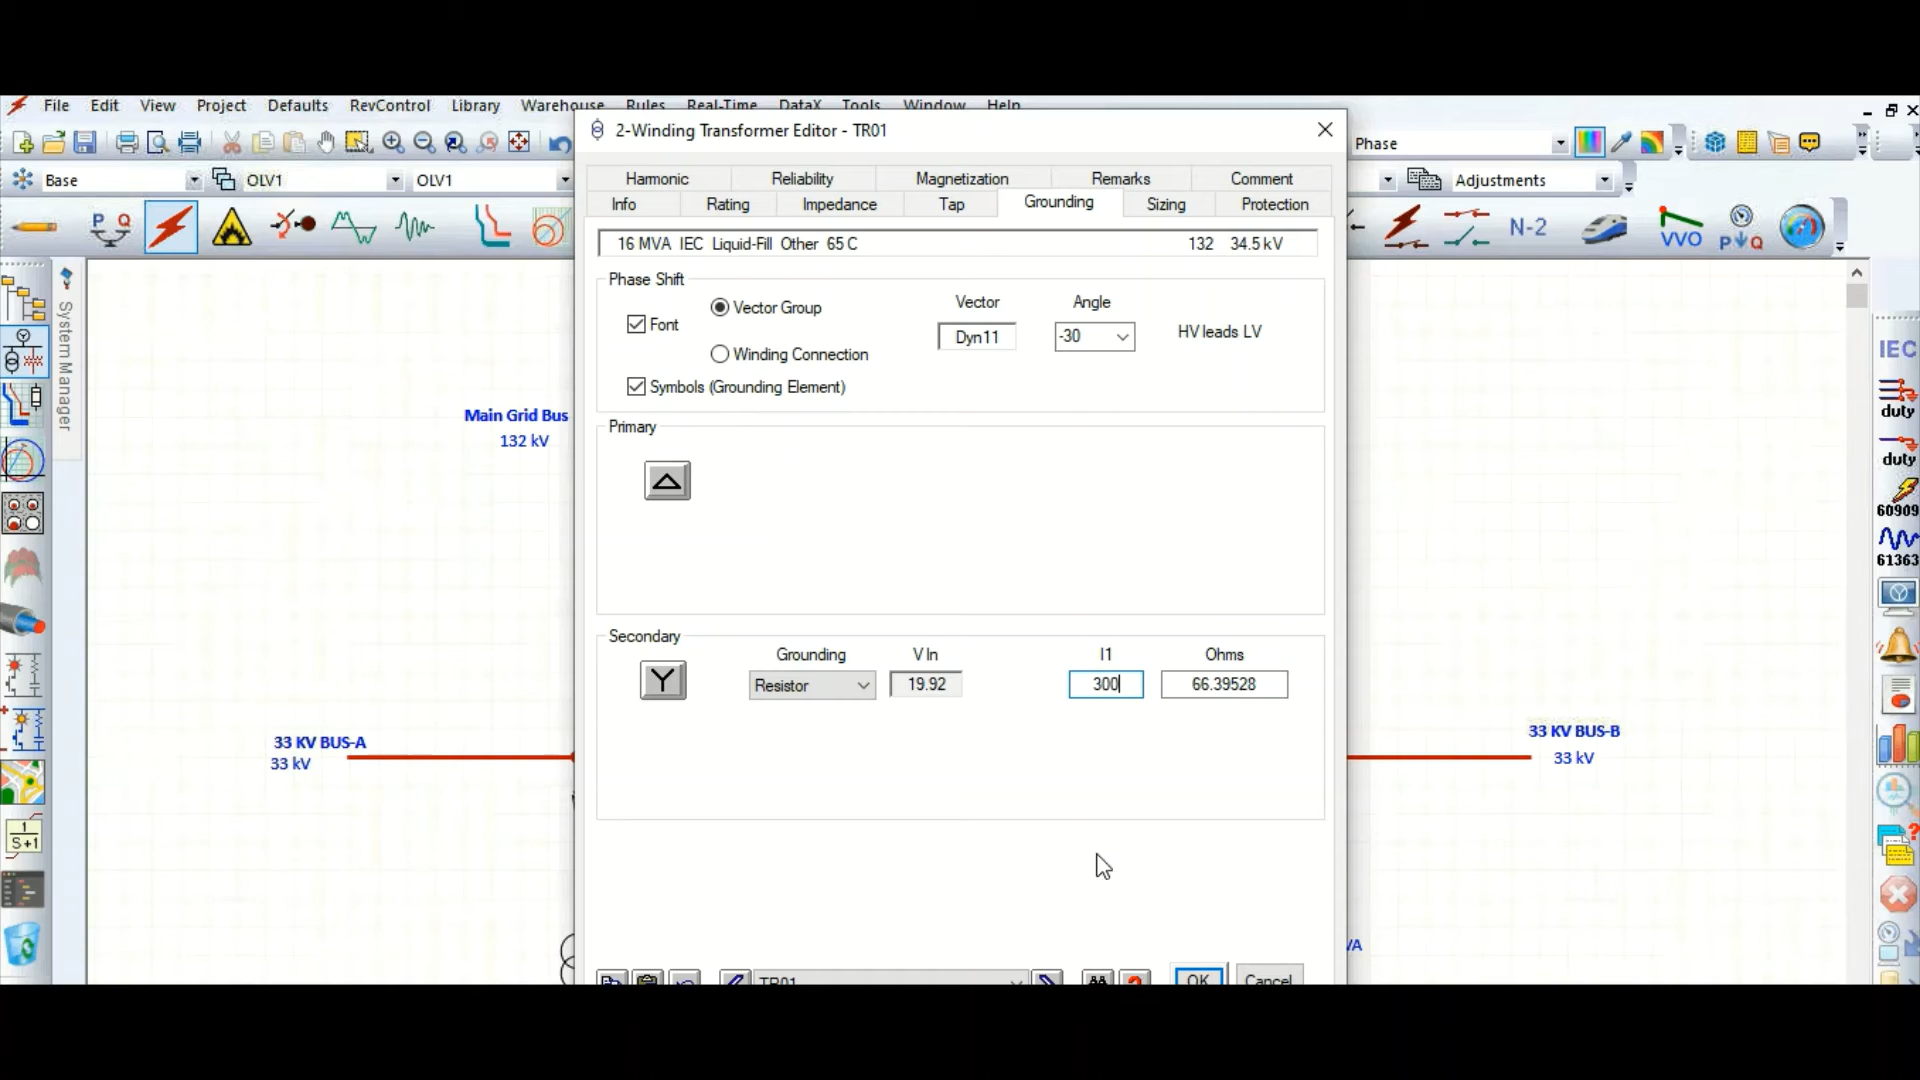 File Edit View Project Defaults RevControl Library Warehouse Rules Real-Time DataX Tools Window Help
2-Winding Transformer Editor - TR01
Phase
Base OLV1 OLV1
Adjustments
P Q
N-2
VVO
P Q
Harmonic Reliability Magnetization Remarks Comment
Info Rating Impedance Tap Grounding Sizing Protection
16 MVA IEC Liquid-Fill Other 65 C 132 34.5 kV
Phase Shift
Font
Vector Group
Winding Connection
Vector
Dyn11
Angle
-30
HV leads LV
Symbols (Grounding Element)
Primary
Secondary
Grounding V ln I1 Ohms
Resistor 19.92 300 66.39528
TR01
OK Cancel
System Manager
Main Grid Bus
132 kV
33 KV BUS-A
33 kV
33 KV BUS-B
33 kV
VA
1
S+1
IEC
duty
duty
60909
61363